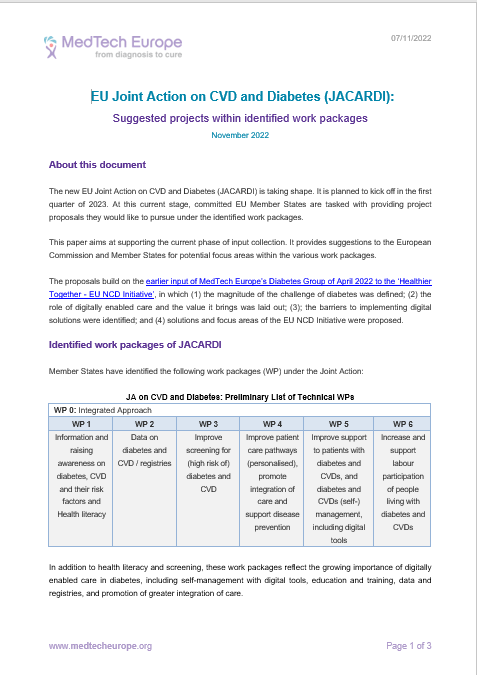 MedTech Europe
from diagnosis to cure
07/11/2022
EU Joint Action on CVD and Diabetes (JACARDI):
Suggested projects within identified work packages
November 2022
About this document
The new EU Joint Action on CVD and Diabetes (JACARDI) is taking shape. It is planned to kick off in the first
quarter of 2023. At this current stage, committed EU Member States are tasked with providing project
proposals they would like to pursue under the identified work packages.
This paper aims at supporting the current phase of input collection. It provides suggestions to the European
Commission and Member States for potential focus areas within the various work packages.
The proposals build on the earlier input of MedTech Europe's Diabetes Group of April 2022 to the 'Healthier
Together - EU NCD Initiative', in which (1) the magnitude of the challenge of diabetes was defined; (2) the
role of digitally enabled care and the value it brings was laid out; (3); the barriers to implementing digital
solutions were identified; and (4) solutions and focus areas of the EU NCD Initiative were proposed.
Identified work packages of JACARDI
Member States have identified the following work packages (WP) under the Joint Action:
JA on CVD and Diabetes: Preliminary List of Technical WPs
WP 0: Integrated Approach
WP 1
Information and
raising
awareness on
diabetes, CVD
and their risk
factors and
Health literacy
WP 2
Data on
diabetes and
CVD / registries
WP 3
Improve
screening for
(high risk of)
diabetes and
CVD
WP 4
Improve patient
care pathways
(personalised),
promote
integration of
care and
support disease
prevention
WP 5
Improve support
to patients with
diabetes and
CVDs, and
diabetes and
CVDs (self-)
management,
including digital
tools
WP 6
Increase and
support
labour
participation
of people
living with
diabetes and
CVDs
In addition to health literacy and screening, these work packages reflect the growing importance of digitally
enabled care in diabetes, including self-management with digital tools, education and training, data and
registries, and promotion of greater integration of care.
www.medtecheurope.org
Page 1 of 3